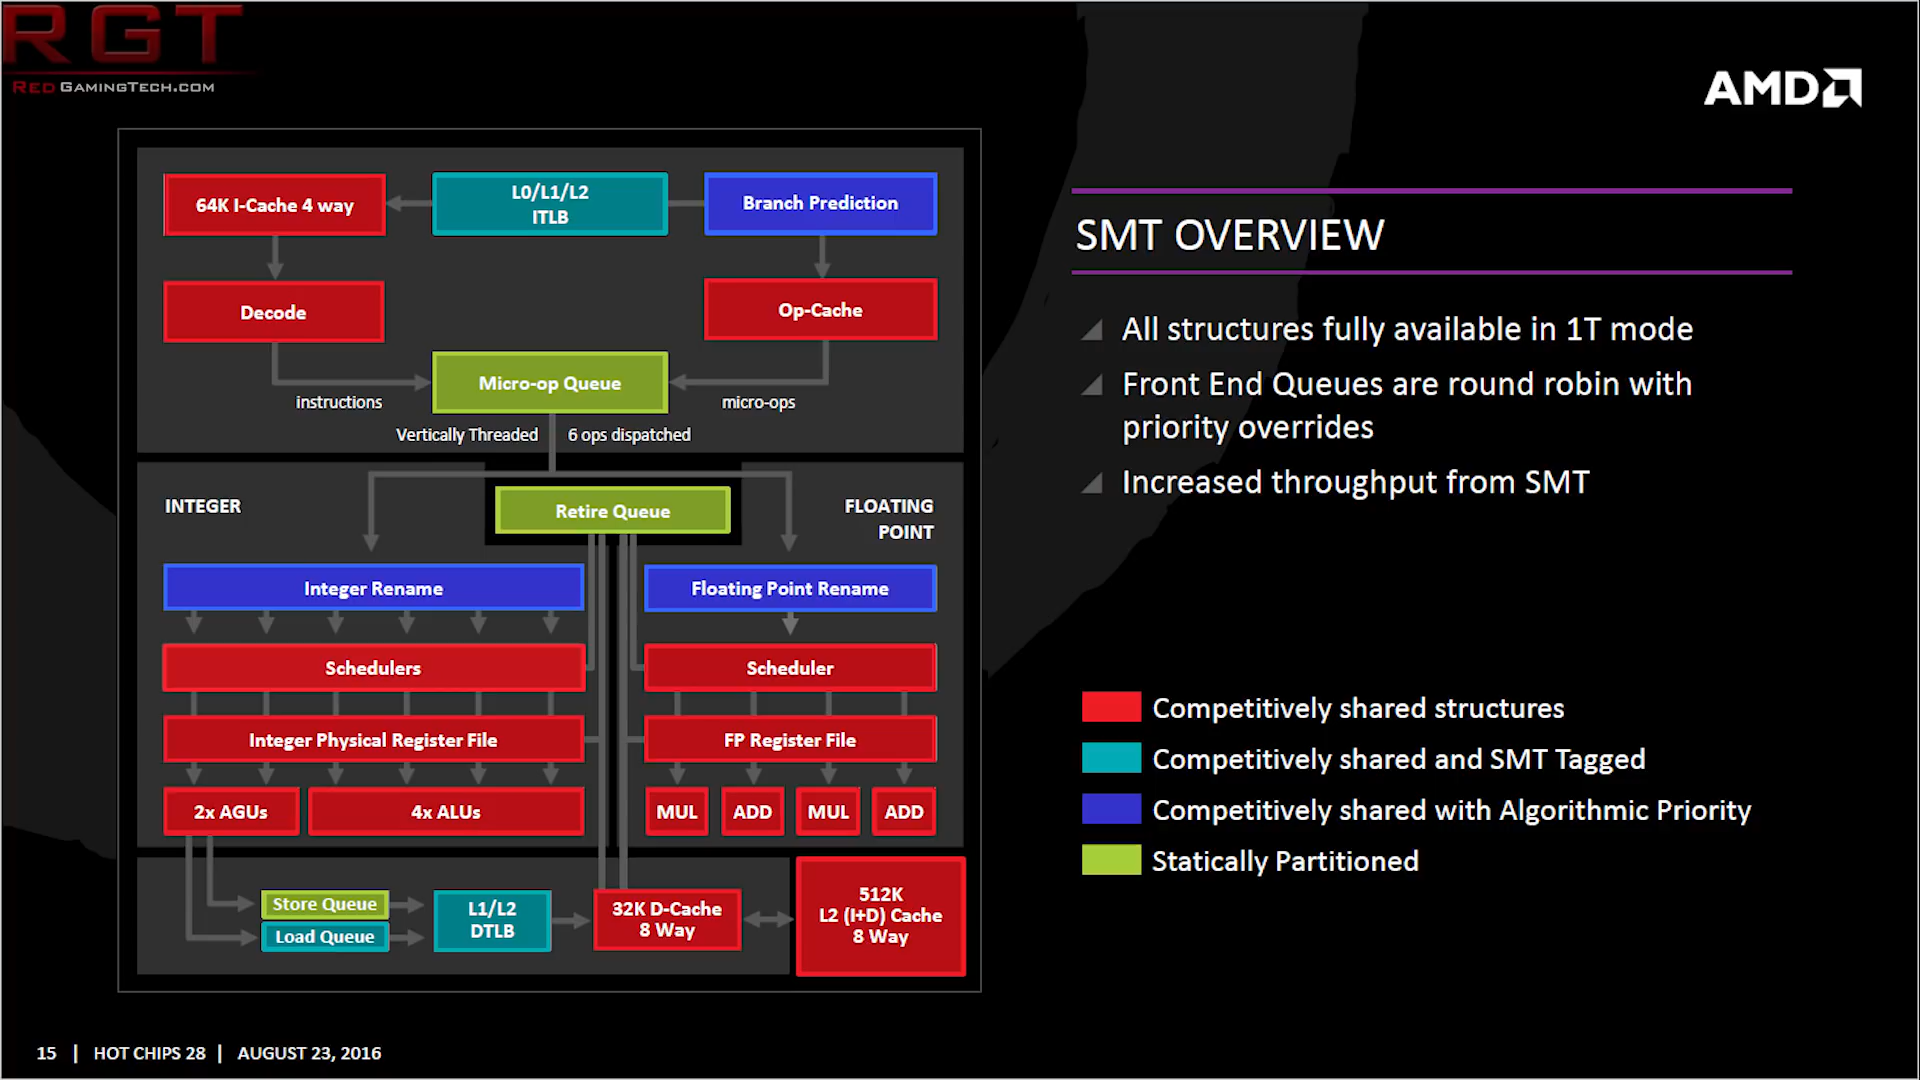 RGT
REDGAMINGTECH.COM
AMD
64K I-Cache 4 way
L0/L1/L2
ITLB
Branch Prediction
Decode
Op-Cache
Micro-op Queue
instructions
micro-ops
Vertically Threaded
6 ops dispatched
INTEGER
Retire Queue
FLOATING
POINT
Integer Rename
Floating Point Rename
Schedulers
Scheduler
Integer Physical Register File
FP Register File
2x AGUs
4x ALUs
MUL
ADD
MUL
ADD
Store Queue
Load Queue
L1/L2
DTLB
32K D-Cache
8 Way
512K
L2 (I+D) Cache
8 Way
SMT OVERVIEW
All structures fully available in 1T mode
Front End Queues are round robin with
priority overrides
Increased throughput from SMT
Competitively shared structures
Competitively shared and SMT Tagged
Competitively shared with Algorithmic Priority
Statically Partitioned
15 | HOT CHIPS 28 | AUGUST 23, 2016